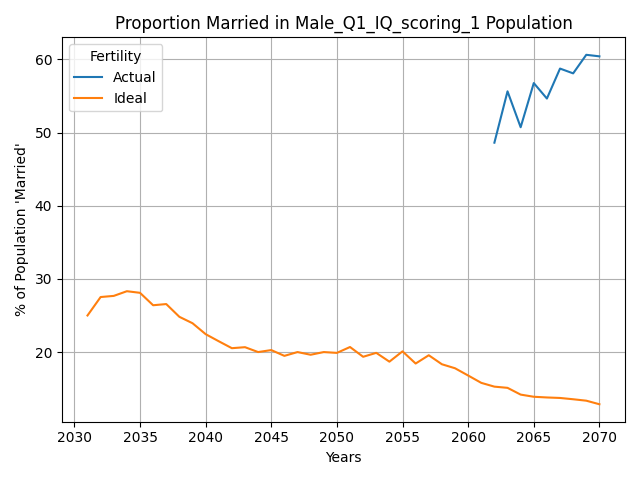 Proportion Married in Male_Q1_IQ_scoring_1 Population
Fertility
Actual
Ideal
% of Population 'Married'
60
50
40
30
20
2030 2035 2040 2045 2050 2055 2060 2065 2070
Years